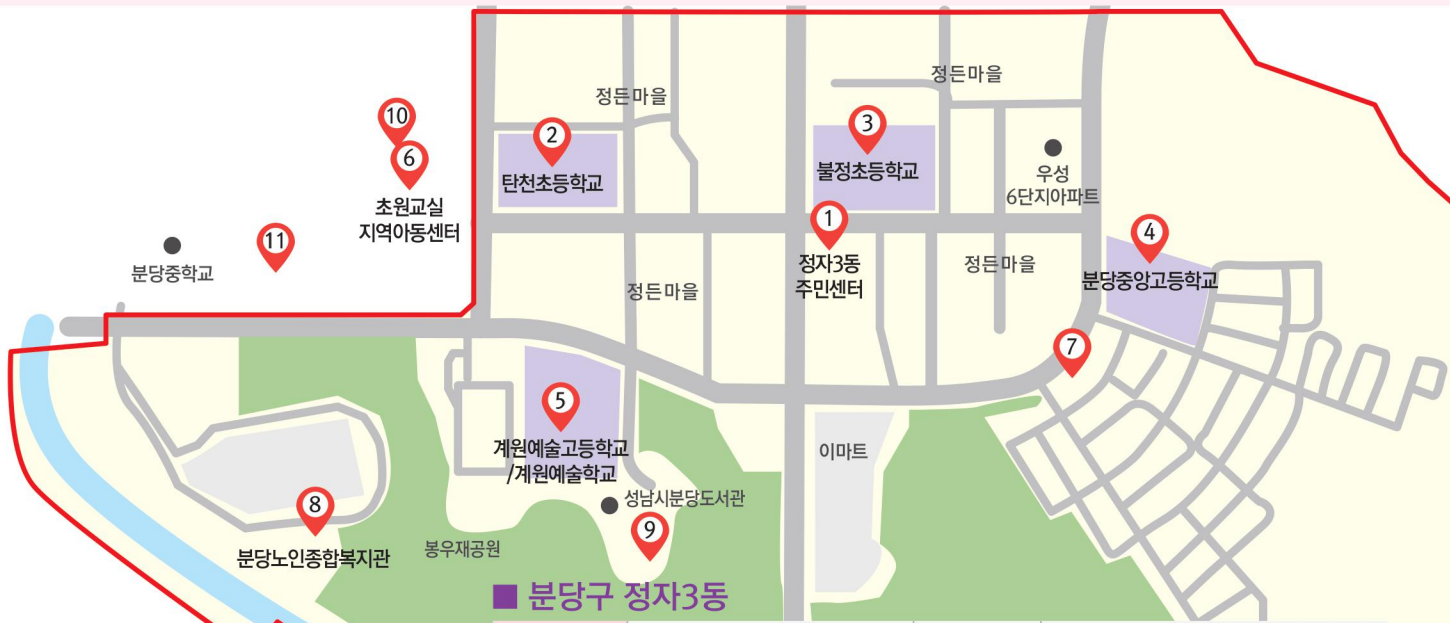 정든마을
정든마을
10
2
3
6
탄천초등학교
불정초등학교
우성
6단지아파트
초원교실
지역아동센터
11
1
4
분당중학교
정자3동
주민센터
정든마을
분당중앙고등학교
정든마을
7
5
계원예술고등학교
/계원예술학교
이마트
8
성남시분당도서관
9
분당노인종합복지관
봉우재공원
■ 분당구 정자3동